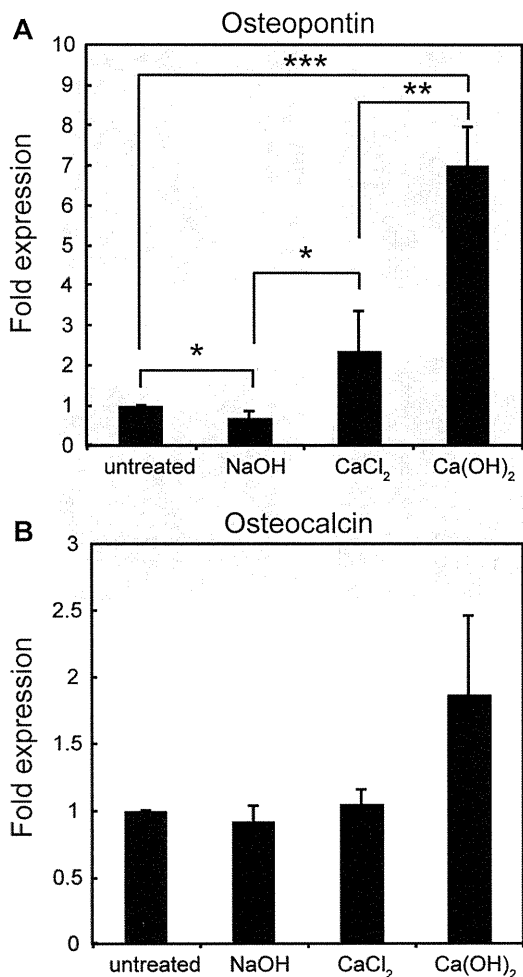 A
Osteopontin
10
9
8
7
6
5
4
3
2
1
0
Fold expression
***
**
*
*
untreated NaOH CaCl₂ Ca(OH)₂
B
Osteocalcin
3
2.5
2
1.5
1
0.5
0
Fold expression
untreated NaOH CaCl₂ Ca(OH)₂